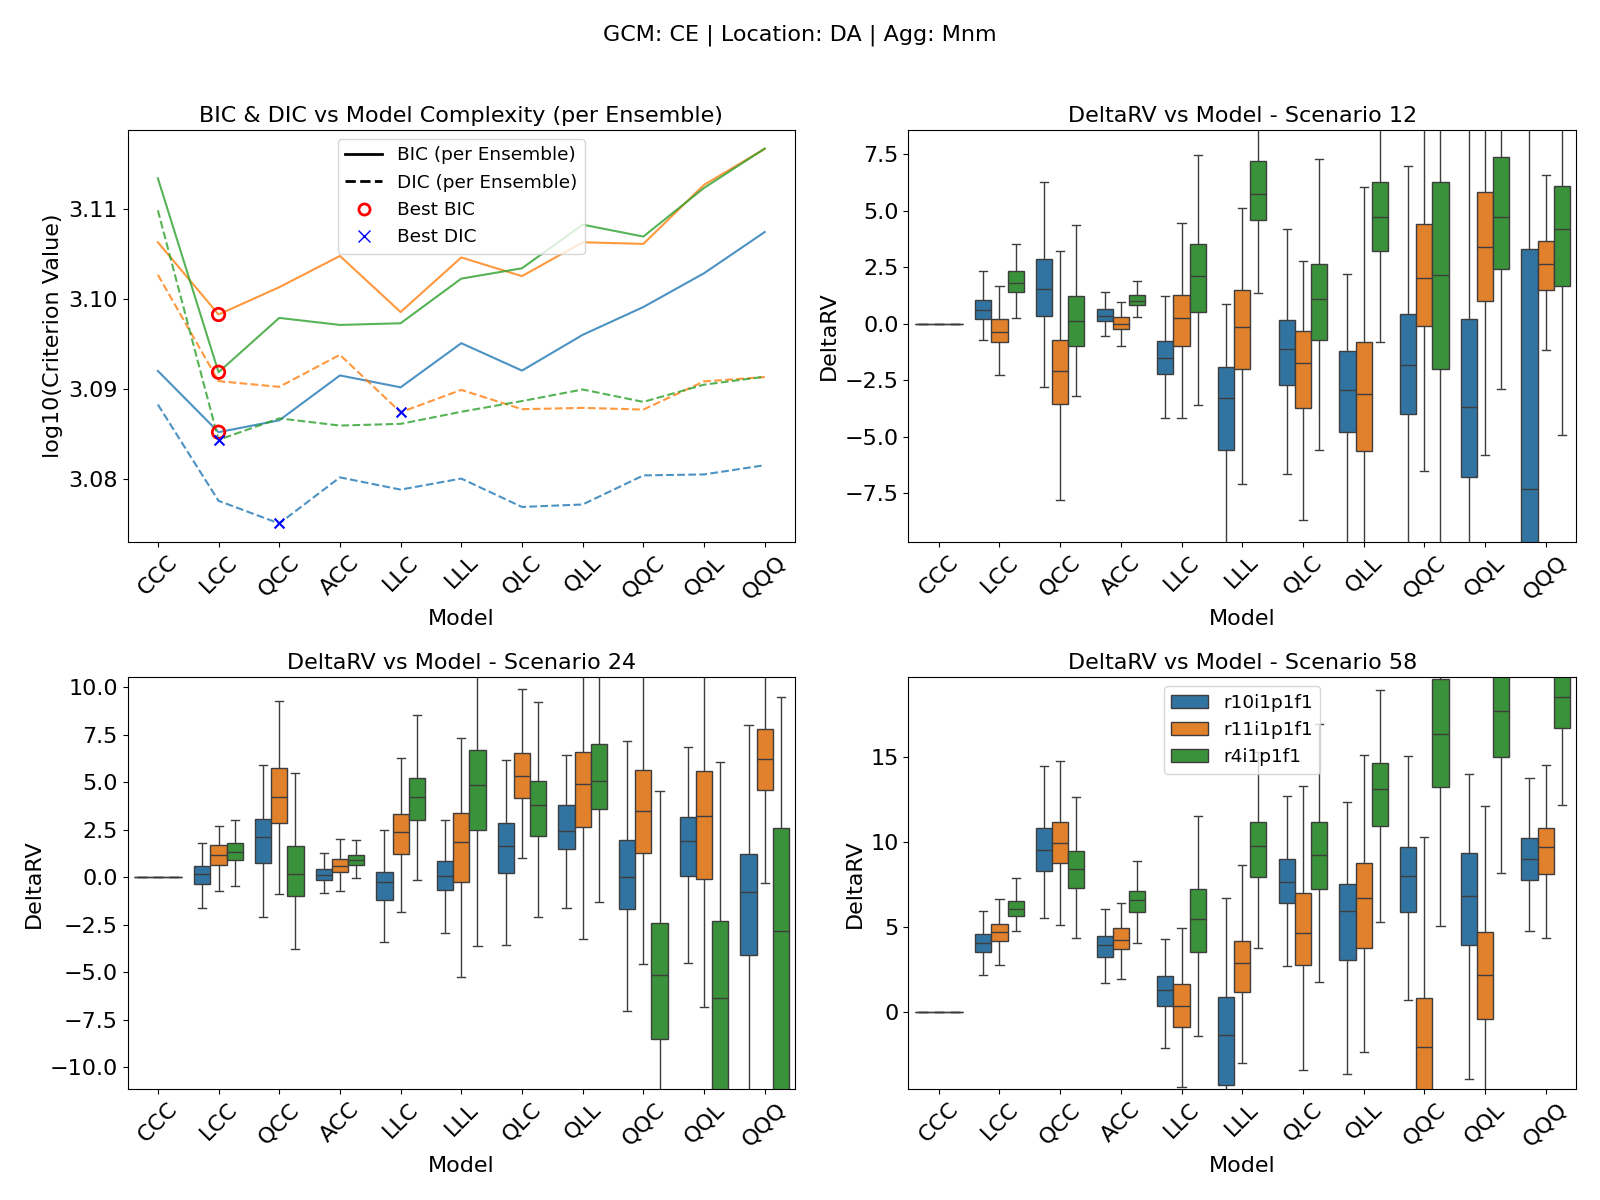 GCM: CE | Location: DA | Agg: Mnm
BIC & DIC vs Model Complexity (per Ensemble)
log10(Criterion Value)
3.11
3.10
3.09
3.08
BIC (per Ensemble)
DIC (per Ensemble)
Best BIC
Best DIC
CCC LCC QCC ACC LLC LLL QLC QLL QQC QQL QQQ
Model
DeltaRV vs Model - Scenario 12
DeltaRV
7.5
5.0
2.5
0.0
−2.5
−5.0
−7.5
CCC LCC QCC ACC LLC LLL QLC QLL QQC QQL QQQ
Model
DeltaRV vs Model - Scenario 24
DeltaRV
10.0
7.5
5.0
2.5
0.0
−2.5
−5.0
−7.5
−10.0
CCC LCC QCC ACC LLC LLL QLC QLL QQC QQL QQQ
Model
DeltaRV vs Model - Scenario 58
DeltaRV
15
10
5
0
r10i1p1f1
r11i1p1f1
r4i1p1f1
CCC LCC QCC ACC LLC LLL QLC QLL QQC QQL QQQ
Model